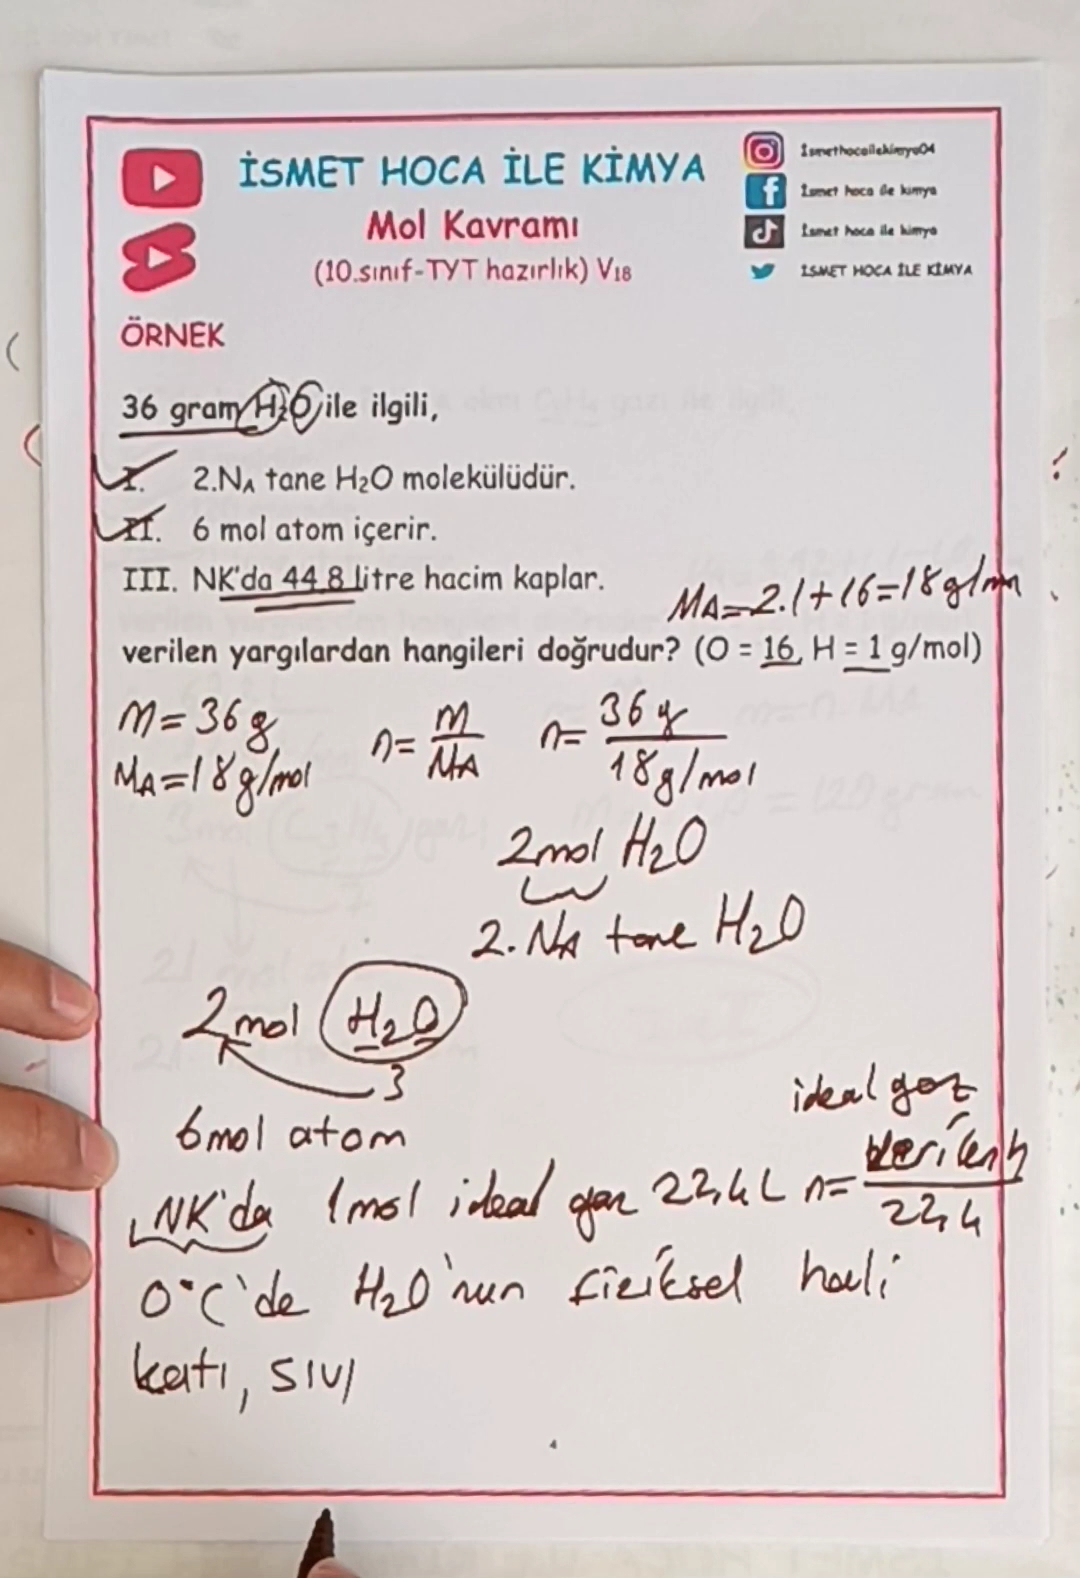 İSMET HOCA İLE KİMYA
Mol Kavramı
(10.sınıf-TYT hazırlık) V18
İsmethocailekimya04
İsmet hoca ile kimya
İsmet hoca ile kimya
İSMET HOCA İLE KİMYA
ÖRNEK
36 gram H₂O ile ilgili,
I. 2.NA tane H₂O molekülüdür.
II. 6 mol atom içerir.
III. NK'da 44,8 litre hacim kaplar.
MA=2.1+16=18g/mn
verilen yargılardan hangileri doğrudur? (O = 16, H = 1 g/mol)
m=36g n=m/MA n=36g/18g/mol
MA=18g/mol
2mol H₂O
2.NA tane H₂O
2mol H₂O
3
6mol atom
ideal gaz
NK'da 1mol ideal gaz 22,4L n=verilen h/22,4
0°C'de H₂O'nun fiziksel hali
katı, sıvı
4